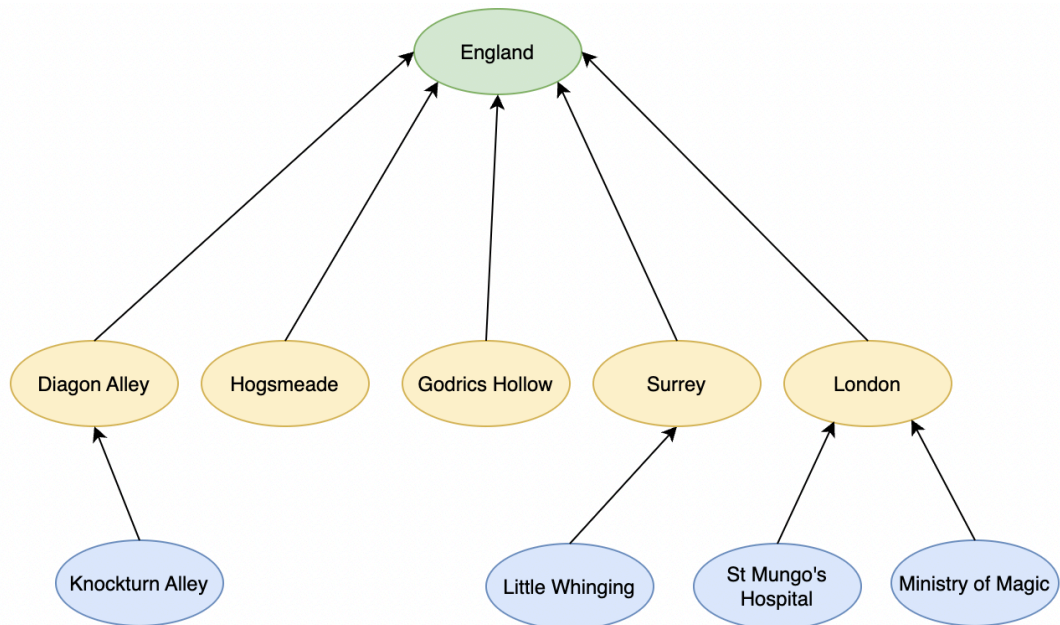 England
Diagon Alley
Hogsmeade
Godrics Hollow
Surrey
London
Knockturn Alley
Little Whinging
St Mungo's
Hospital
Ministry of Magic